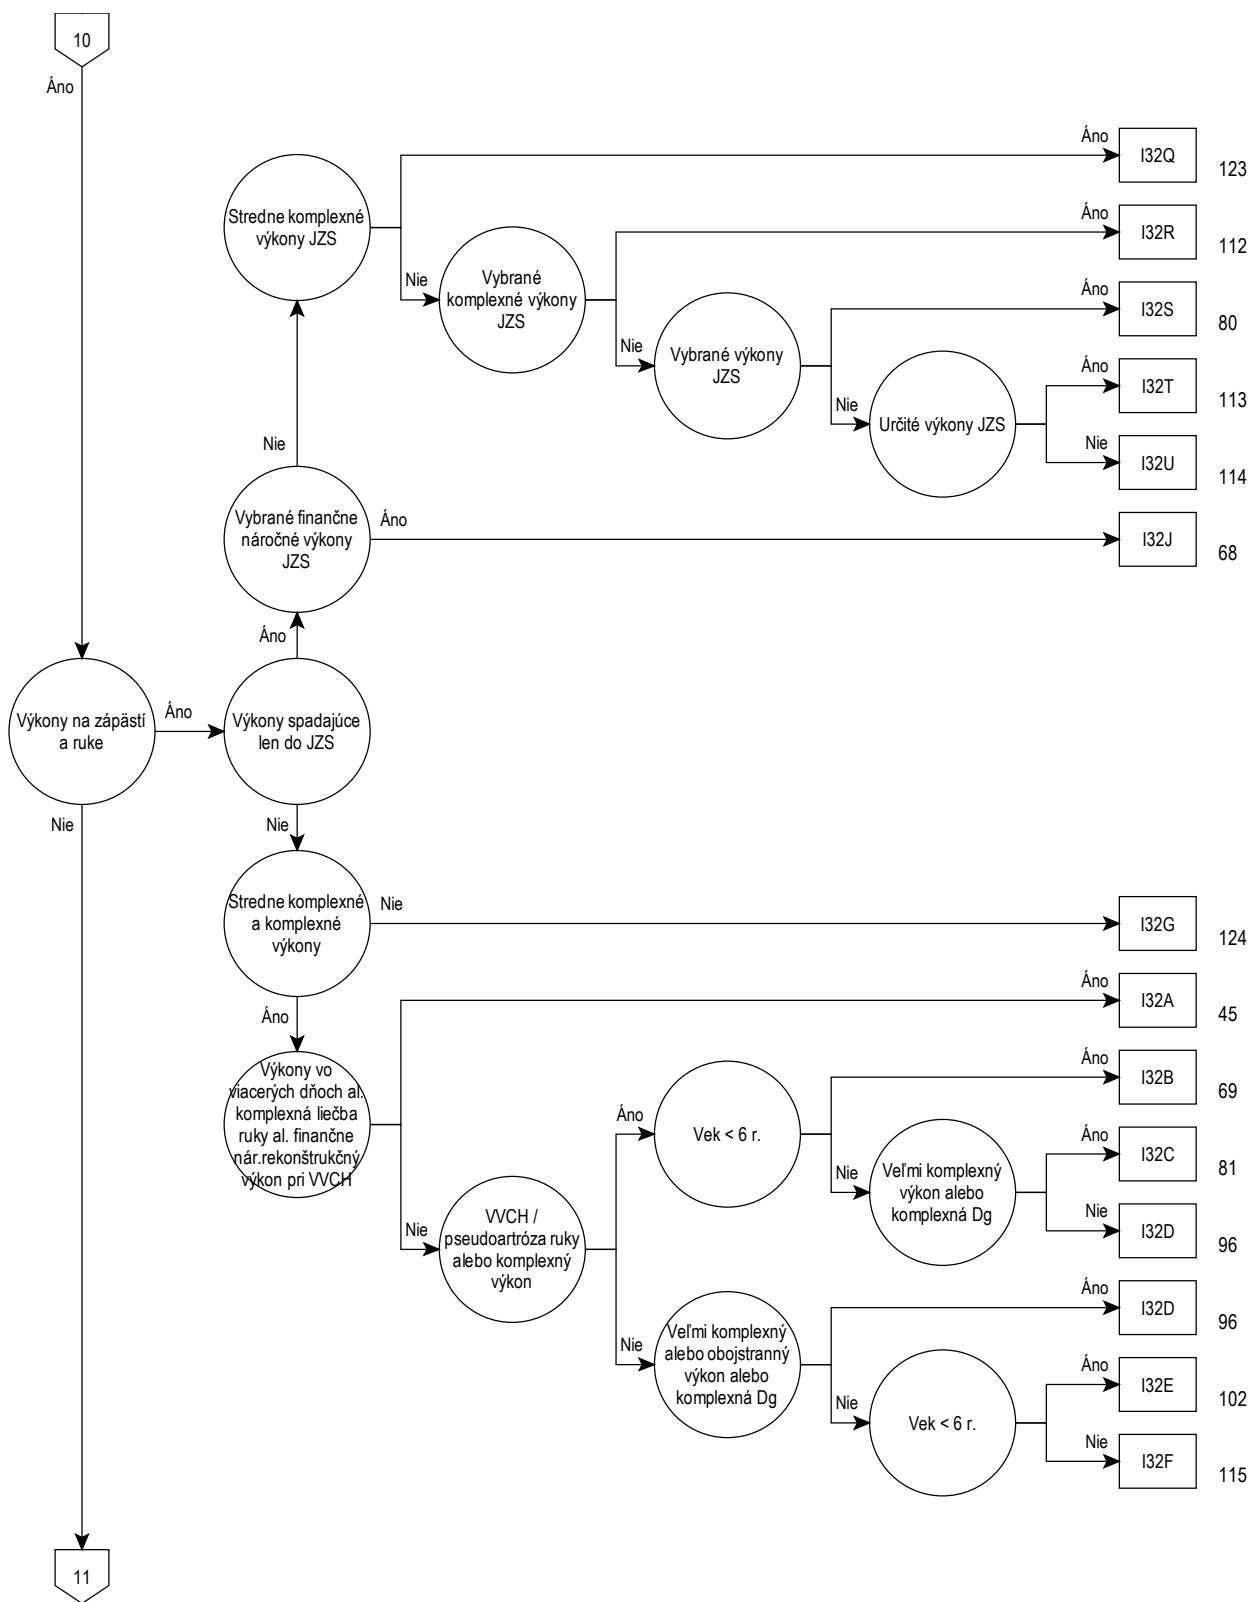 10
Áno
Áno
I32Q
123
Stredne komplexné
výkony JZS
Áno
I32R
112
Nie
Vybrané
komplexné výkony
JZS
Áno
I32S
80
Nie
Vybrané výkony
JZS
Áno
I32T
113
Nie
Určité výkony JZS
Nie
I32U
114
Nie
Vybrané finančne
náročné výkony
JZS
Áno
I32J
68
Áno
Výkony na zápästí
a ruke
Áno
Výkony spadajúce
len do JZS
Nie
Nie
Stredne komplexné
a komplexné
výkony
Nie
I32G
124
Áno
I32A
45
Áno
Výkony vo
viacerých dňoch al.
komplexná liečba
ruky al. finančne
nár.rekonštrukčný
výkon pri VVCH
Áno
I32B
69
Áno
Vek < 6 r.
Áno
I32C
81
Nie
Veľmi komplexný
výkon alebo
komplexná Dg
Nie
I32D
96
Nie
VVCH /
pseudoartróza ruky
alebo komplexný
výkon
Áno
I32D
96
Nie
Veľmi komplexný
alebo obojstranný
výkon alebo
komplexná Dg
Áno
I32E
102
Nie
Vek < 6 r.
Nie
I32F
115
11